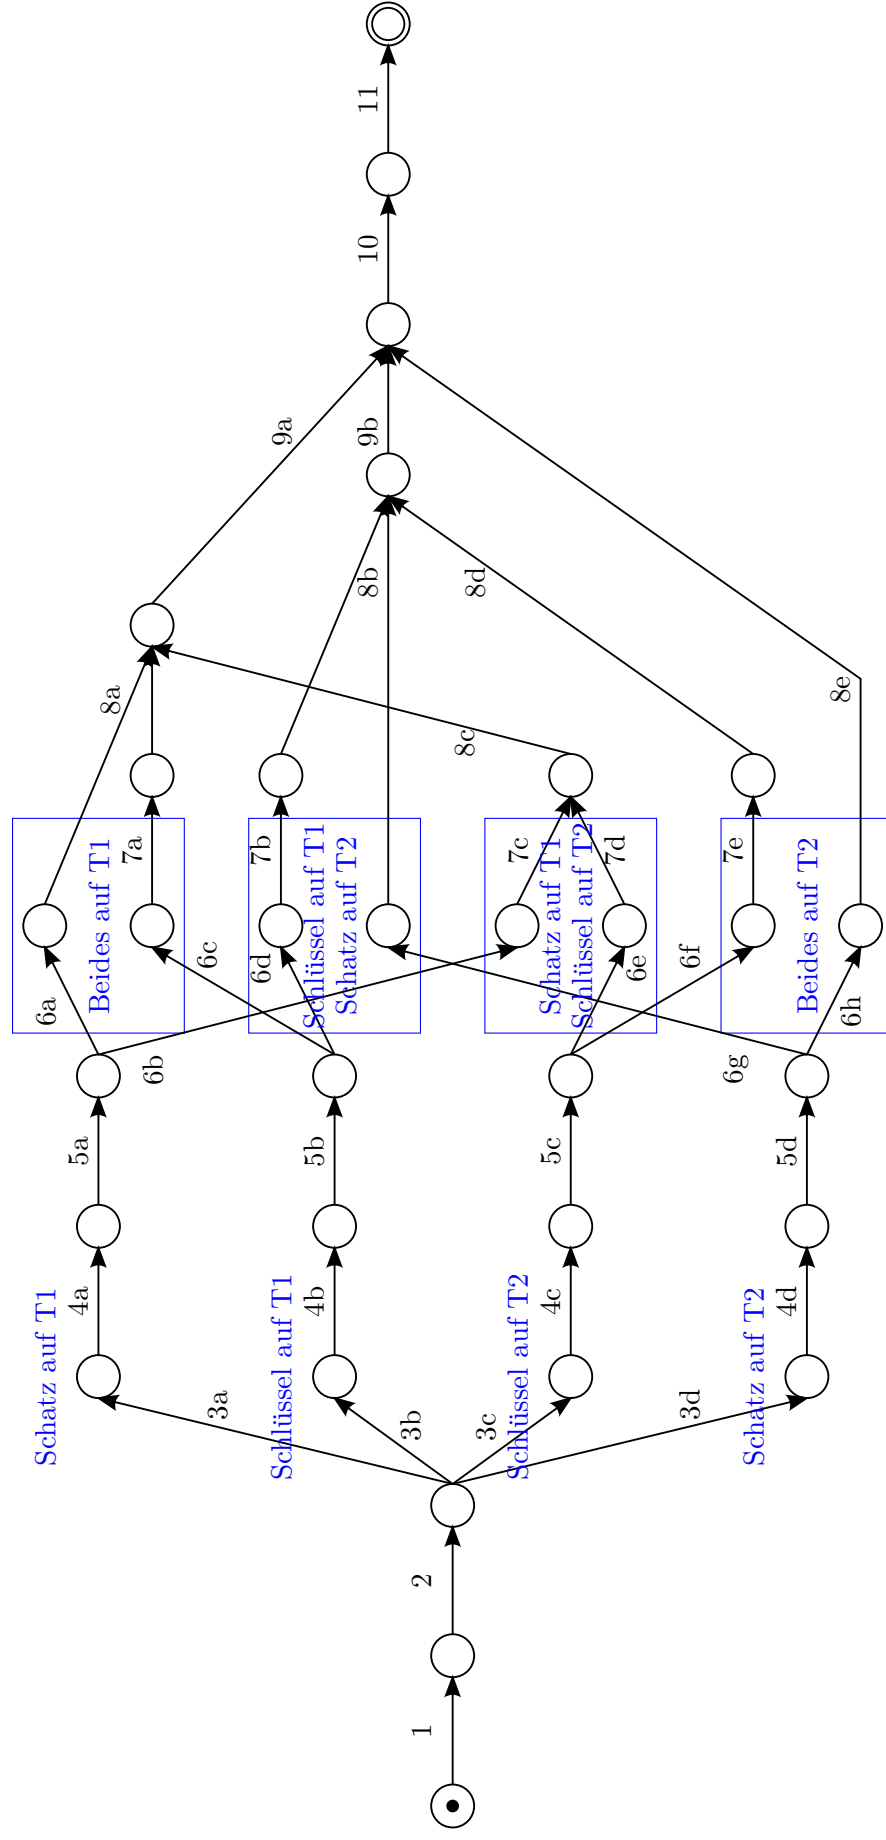 1
2
3a
3b
3c
3d
Schatz auf T1
Schlüssel auf T1
Schlüssel auf T2
Schatz auf T2
4a
4b
4c
4d
5a
5b
5c
5d
6a
6b
6c
6d
6e
6f
6g
6h
Beides auf T1
Schlüssel auf T1
Schatz auf T2
Schatz auf T1
Schlüssel auf T2
Beides auf T2
7a
7b
7c
7d
7e
8a
8b
8c
8d
8e
9a
9b
10
11